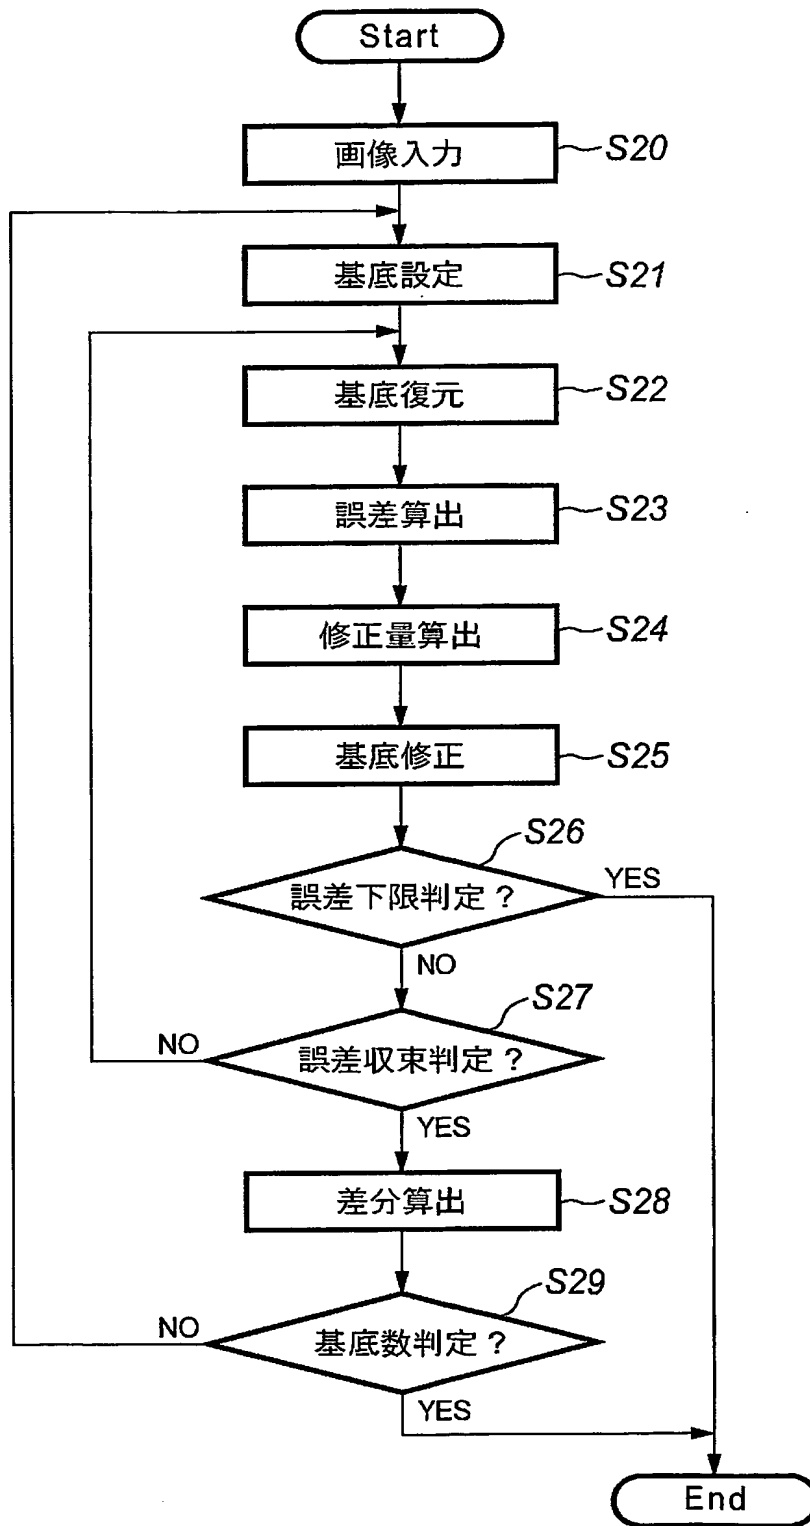 Start
画像入力 S20
基底設定 S21
基底復元 S22
誤差算出 S23
修正量算出 S24
基底修正 S25
S26
誤差下限判定? YES
NO
S27
NO 誤差収束判定?
YES
差分算出 S28
S29
NO 基底数判定?
YES
End